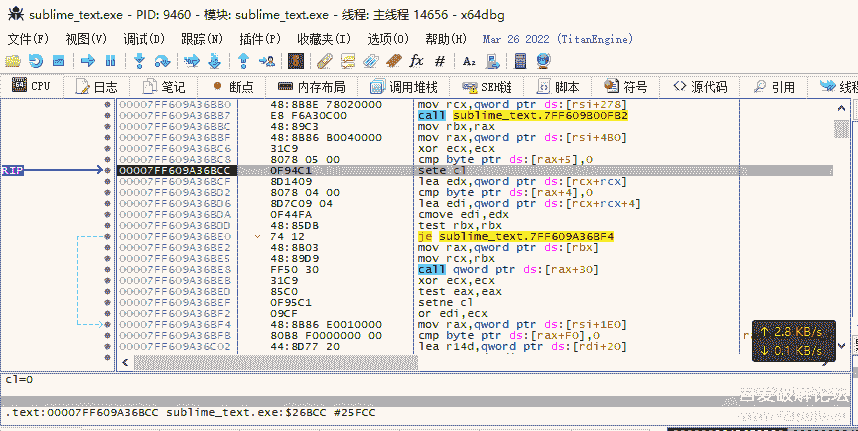 sublime_text.exe - PID: 9460 - 模块: sublime_text.exe - 线程: 主线程 14656 - x64dbg
文件(F) 视图(V) 调试(D) 跟踪(N) 插件(P) 收藏夹(I) 选项(O) 帮助(H) Mar 26 2022 (TitanEngine)
CPU 日志 笔记 断点 内存布局 调用堆栈 SEH链 脚本 符号 源代码 引用 线程
00007FF609A36BB0 48:8B8E 78020000 mov rcx,qword ptr ds:[rsi+278]
00007FF609A36BB7 E8 F6A30C00 call sublime_text.7FF609B00FB2
00007FF609A36BBC 48:89C3 mov rbx,rax
00007FF609A36BBF 48:8B86 B0040000 mov rax,qword ptr ds:[rsi+4B0]
00007FF609A36BC6 31C9 xor ecx,ecx
00007FF609A36BC8 8078 05 00 cmp byte ptr ds:[rax+5],0
RIP 00007FF609A36BCC 0F94C1 sete cl
00007FF609A36BCF 8D1409 lea edx,qword ptr ds:[rcx+rcx]
00007FF609A36BD2 8078 04 00 cmp byte ptr ds:[rax+4],0
00007FF609A36BD6 8D7C09 04 lea edi,qword ptr ds:[rcx+rcx+4]
00007FF609A36BDA 0F44FA cmove edi,edx
00007FF609A36BDD 48:85DB test rbx,rbx
00007FF609A36BE0 74 12 je sublime_text.7FF609A36BF4
00007FF609A36BE2 48:8B03 mov rax,qword ptr ds:[rbx]
00007FF609A36BE5 48:89D9 mov rcx,rbx
00007FF609A36BE8 FF50 30 call qword ptr ds:[rax+30]
00007FF609A36BEB 31C9 xor ecx,ecx
00007FF609A36BED 85C0 test eax,eax
00007FF609A36BEF 0F95C1 setne cl
00007FF609A36BF2 09CF or edi,ecx
00007FF609A36BF4 48:8B86 E0010000 mov rax,qword ptr ds:[rsi+1E0]
00007FF609A36BFB 80B8 F0000000 00 cmp byte ptr ds:[rax+F0],0
00007FF609A36C02 44:8D77 20 lea r14d,qword ptr ds:[rdi+20]
↑ 2.8 KB/s
↓ 0.1 KB/s
cl=0
.text:00007FF609A36BCC sublime_text.exe:$26BCC #25FCC
吾爱破解论坛